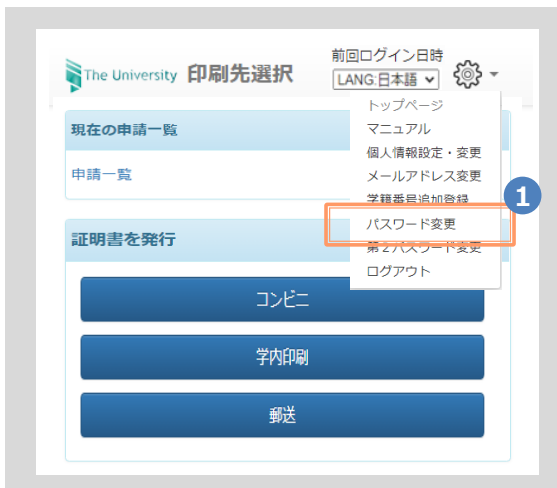 前回ログイン日時
The University 印刷先選択 LANG:日本語
トップページ
現在の申請一覧
マニュアル
個人情報設定・変更
申請一覧
メールアドレス変更
学籍番号追加登録
1
パスワード変更
証明書を発行
第2パスワード変更
ログアウト
コンビニ
学内印刷
郵送